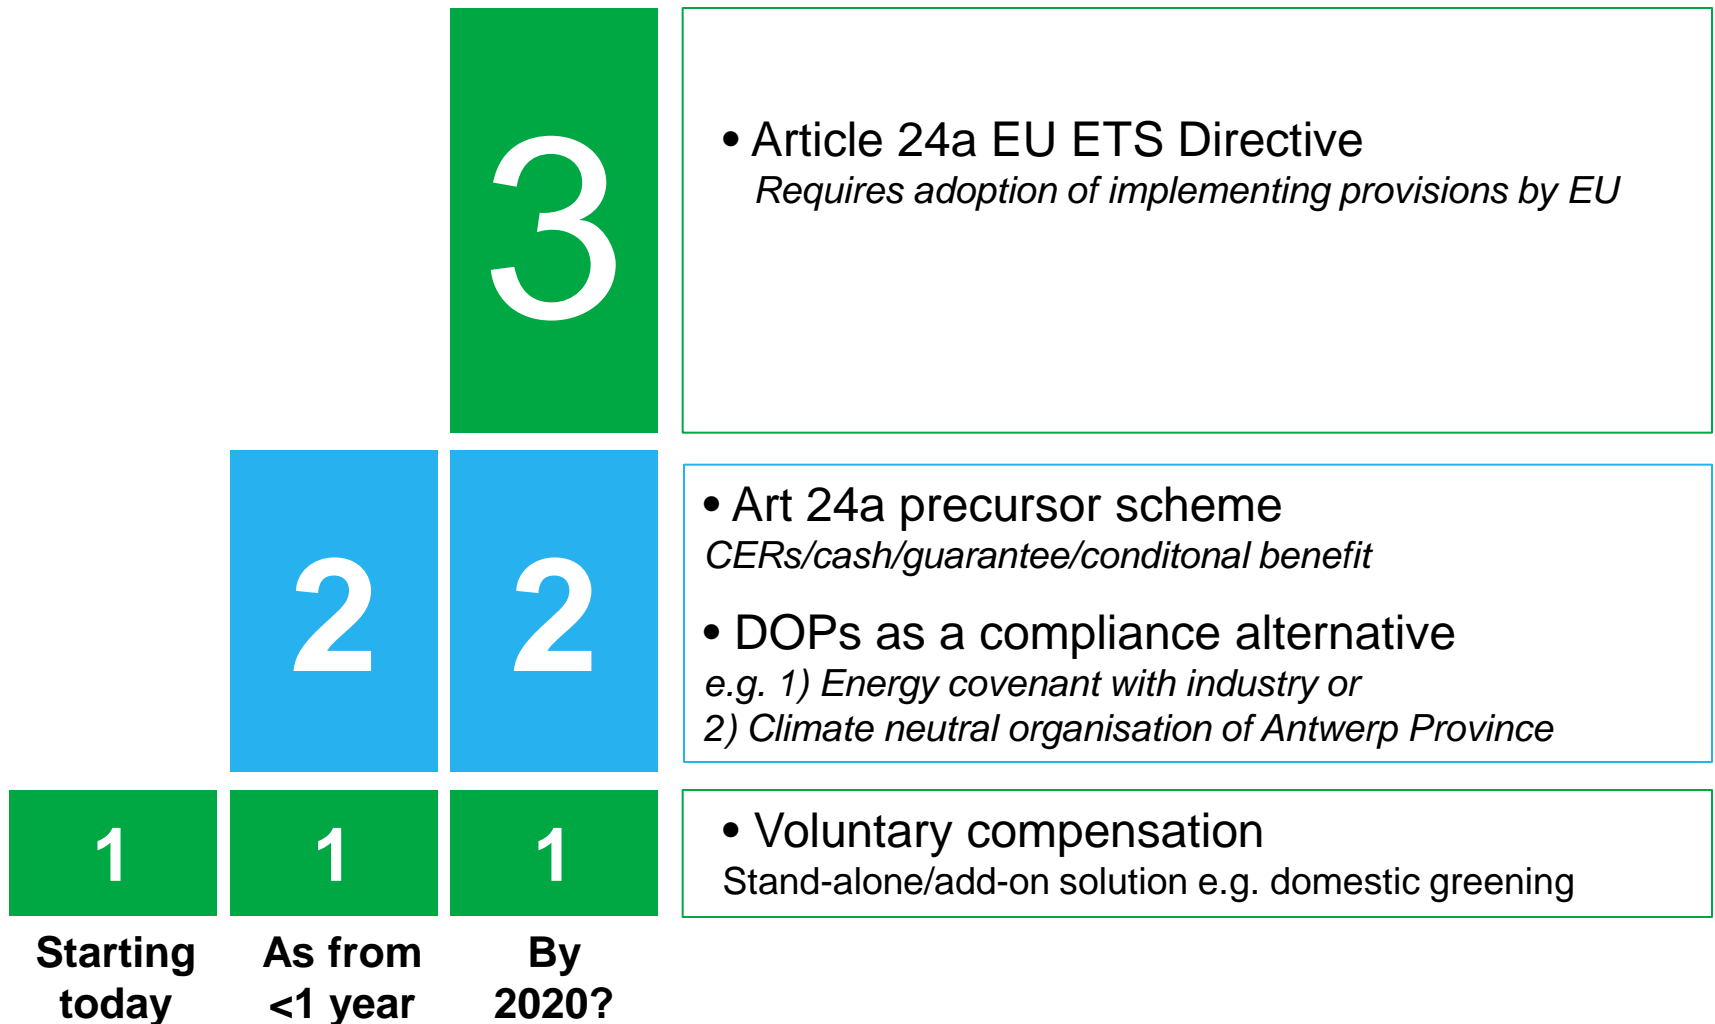 3
• Article 24a EU ETS Directive
Requires adoption of implementing provisions by EU
2 2
• Art 24a precursor scheme
CERs/cash/guarantee/conditonal benefit
• DOPs as a compliance alternative
e.g. 1) Energy covenant with industry or
2) Climate neutral organisation of Antwerp Province
1 1 1
• Voluntary compensation
Stand-alone/add-on solution e.g. domestic greening
Starting
today
As from
<1 year
By
2020?